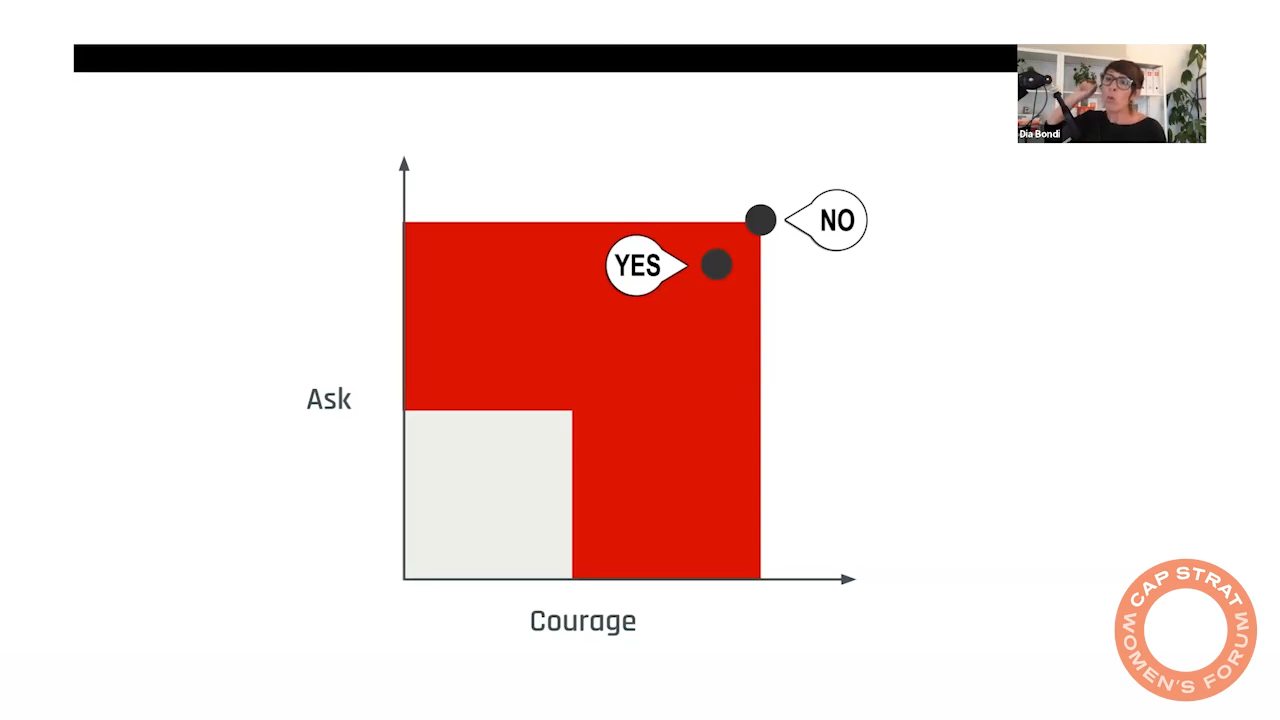 Dia Bondi
NO
YES
Ask
Courage
CAP STRAT
WOMEN'S FORUM